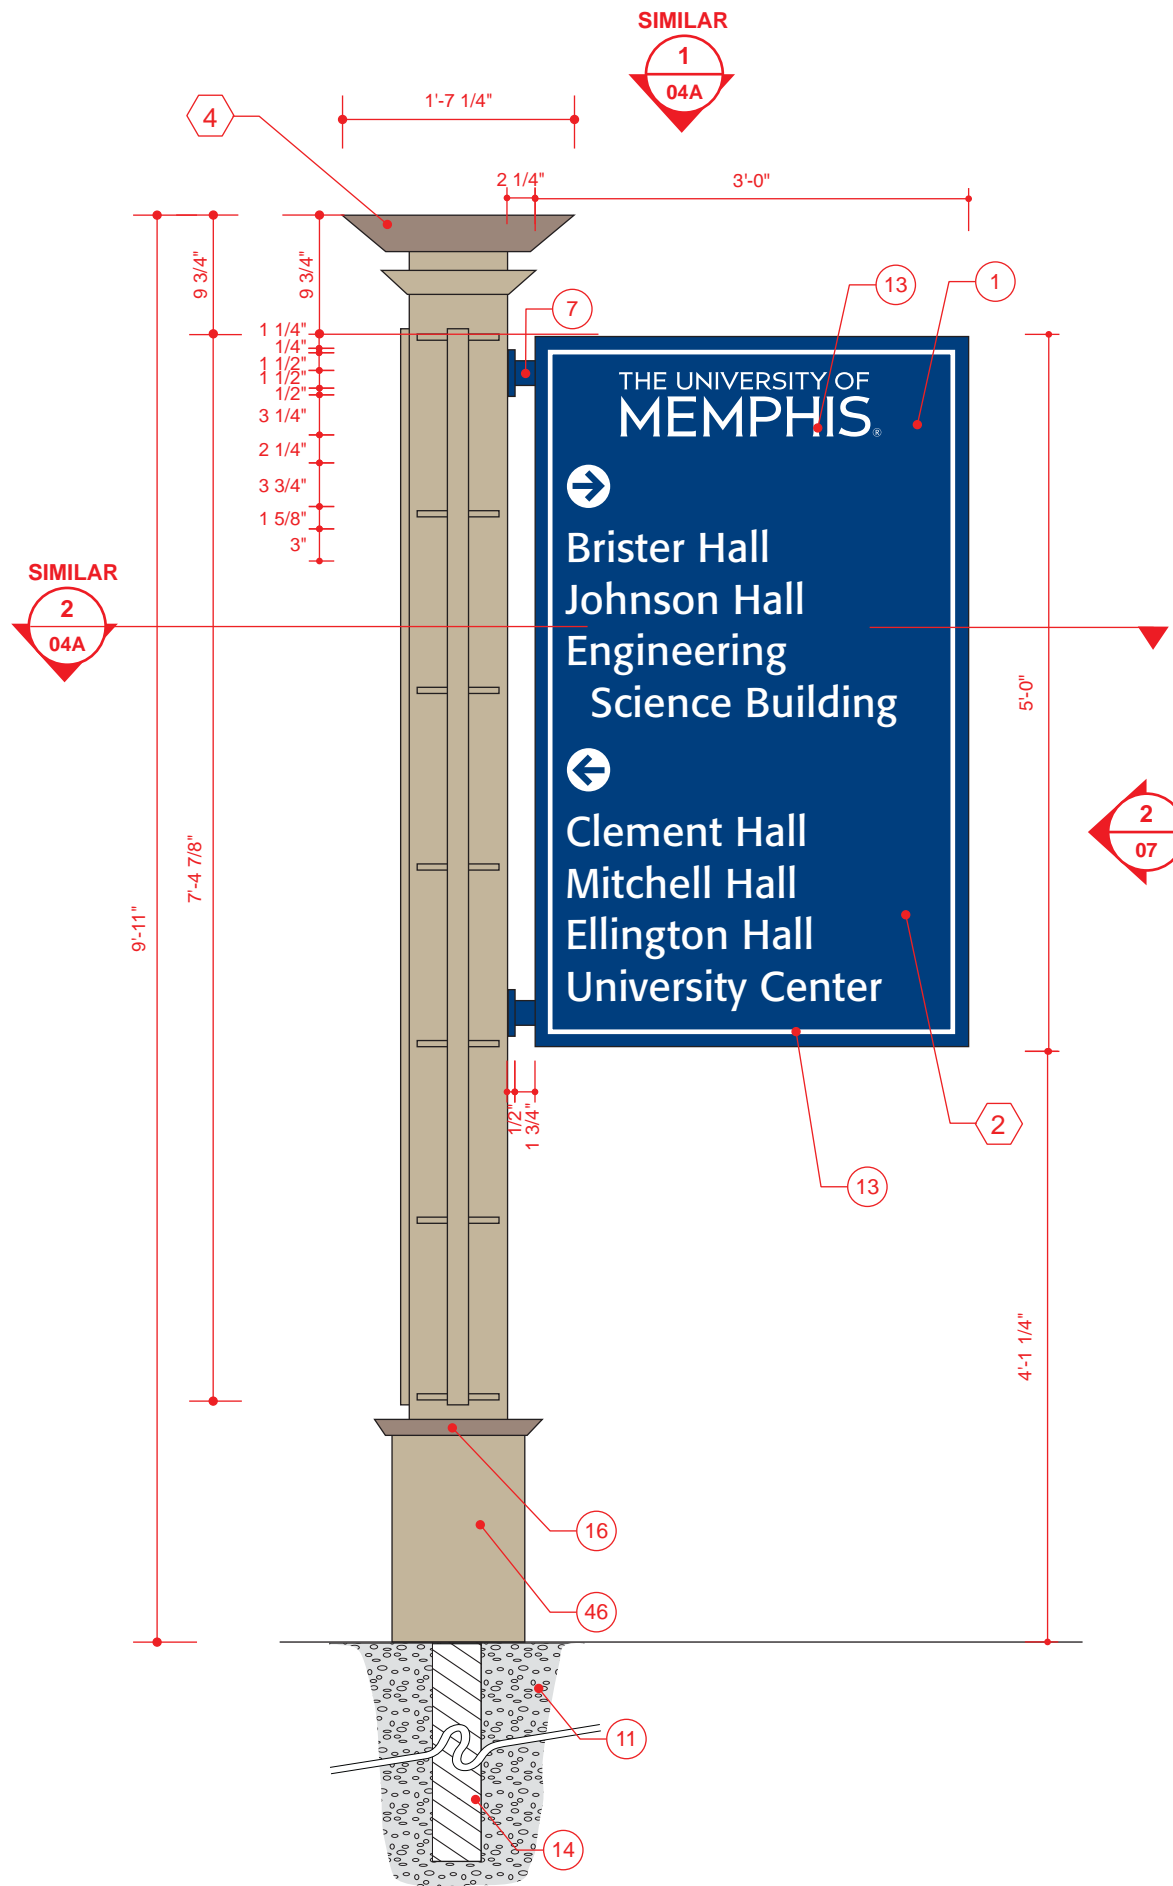 SIMILAR
1
04A
4
1'-7 1/4"
2 1/4"
3'-0"
9 3/4"
9 3/4"
7
13
1
1 1/4"
1/4"
1 1/2"
1 1/2"
1/2"
3 1/4"
2 1/4"
3 3/4"
1 5/8"
3"
THE UNIVERSITY OF
MEMPHIS®
Brister Hall
Johnson Hall
Engineering
Science Building
Clement Hall
Mitchell Hall
Ellington Hall
University Center
SIMILAR
2
04A
5'-0"
2
07
7'-4 7/8"
9'-11"
1/2"
1 3/4"
2
13
4'-1 1/4"
16
46
11
14